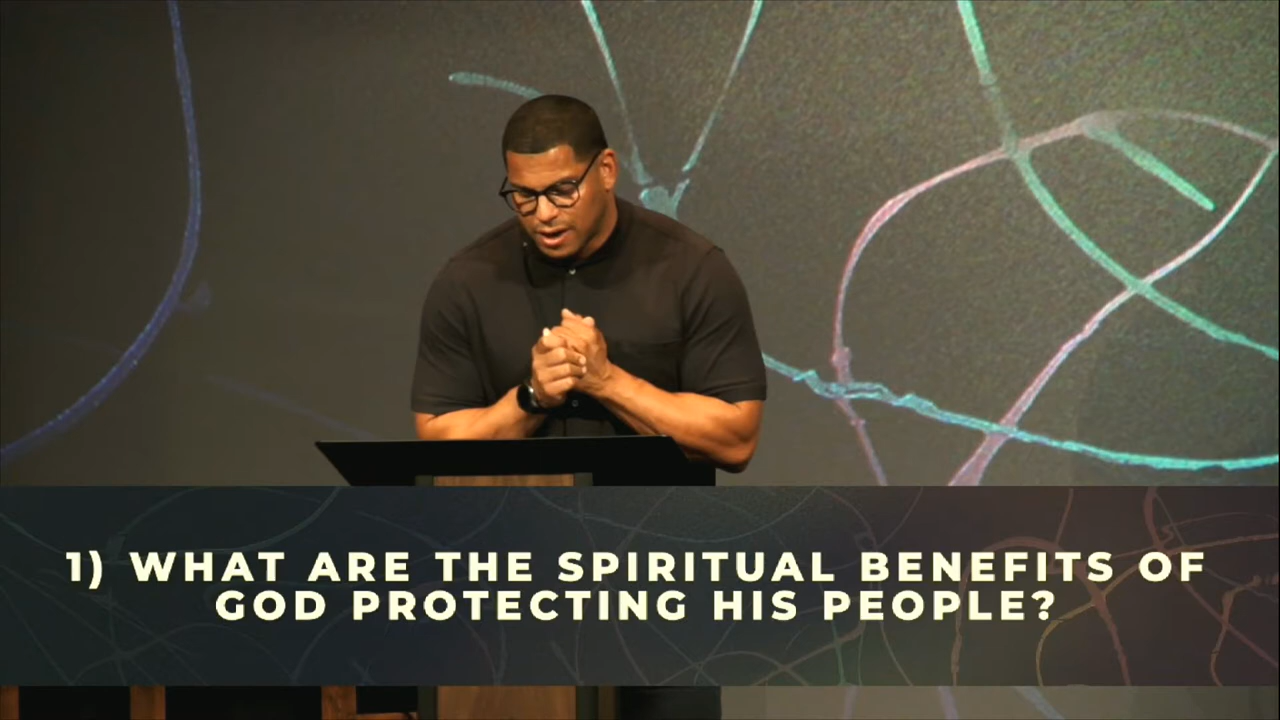 1) WHAT ARE THE SPIRITUAL BENEFITS OF
GOD PROTECTING HIS PEOPLE?